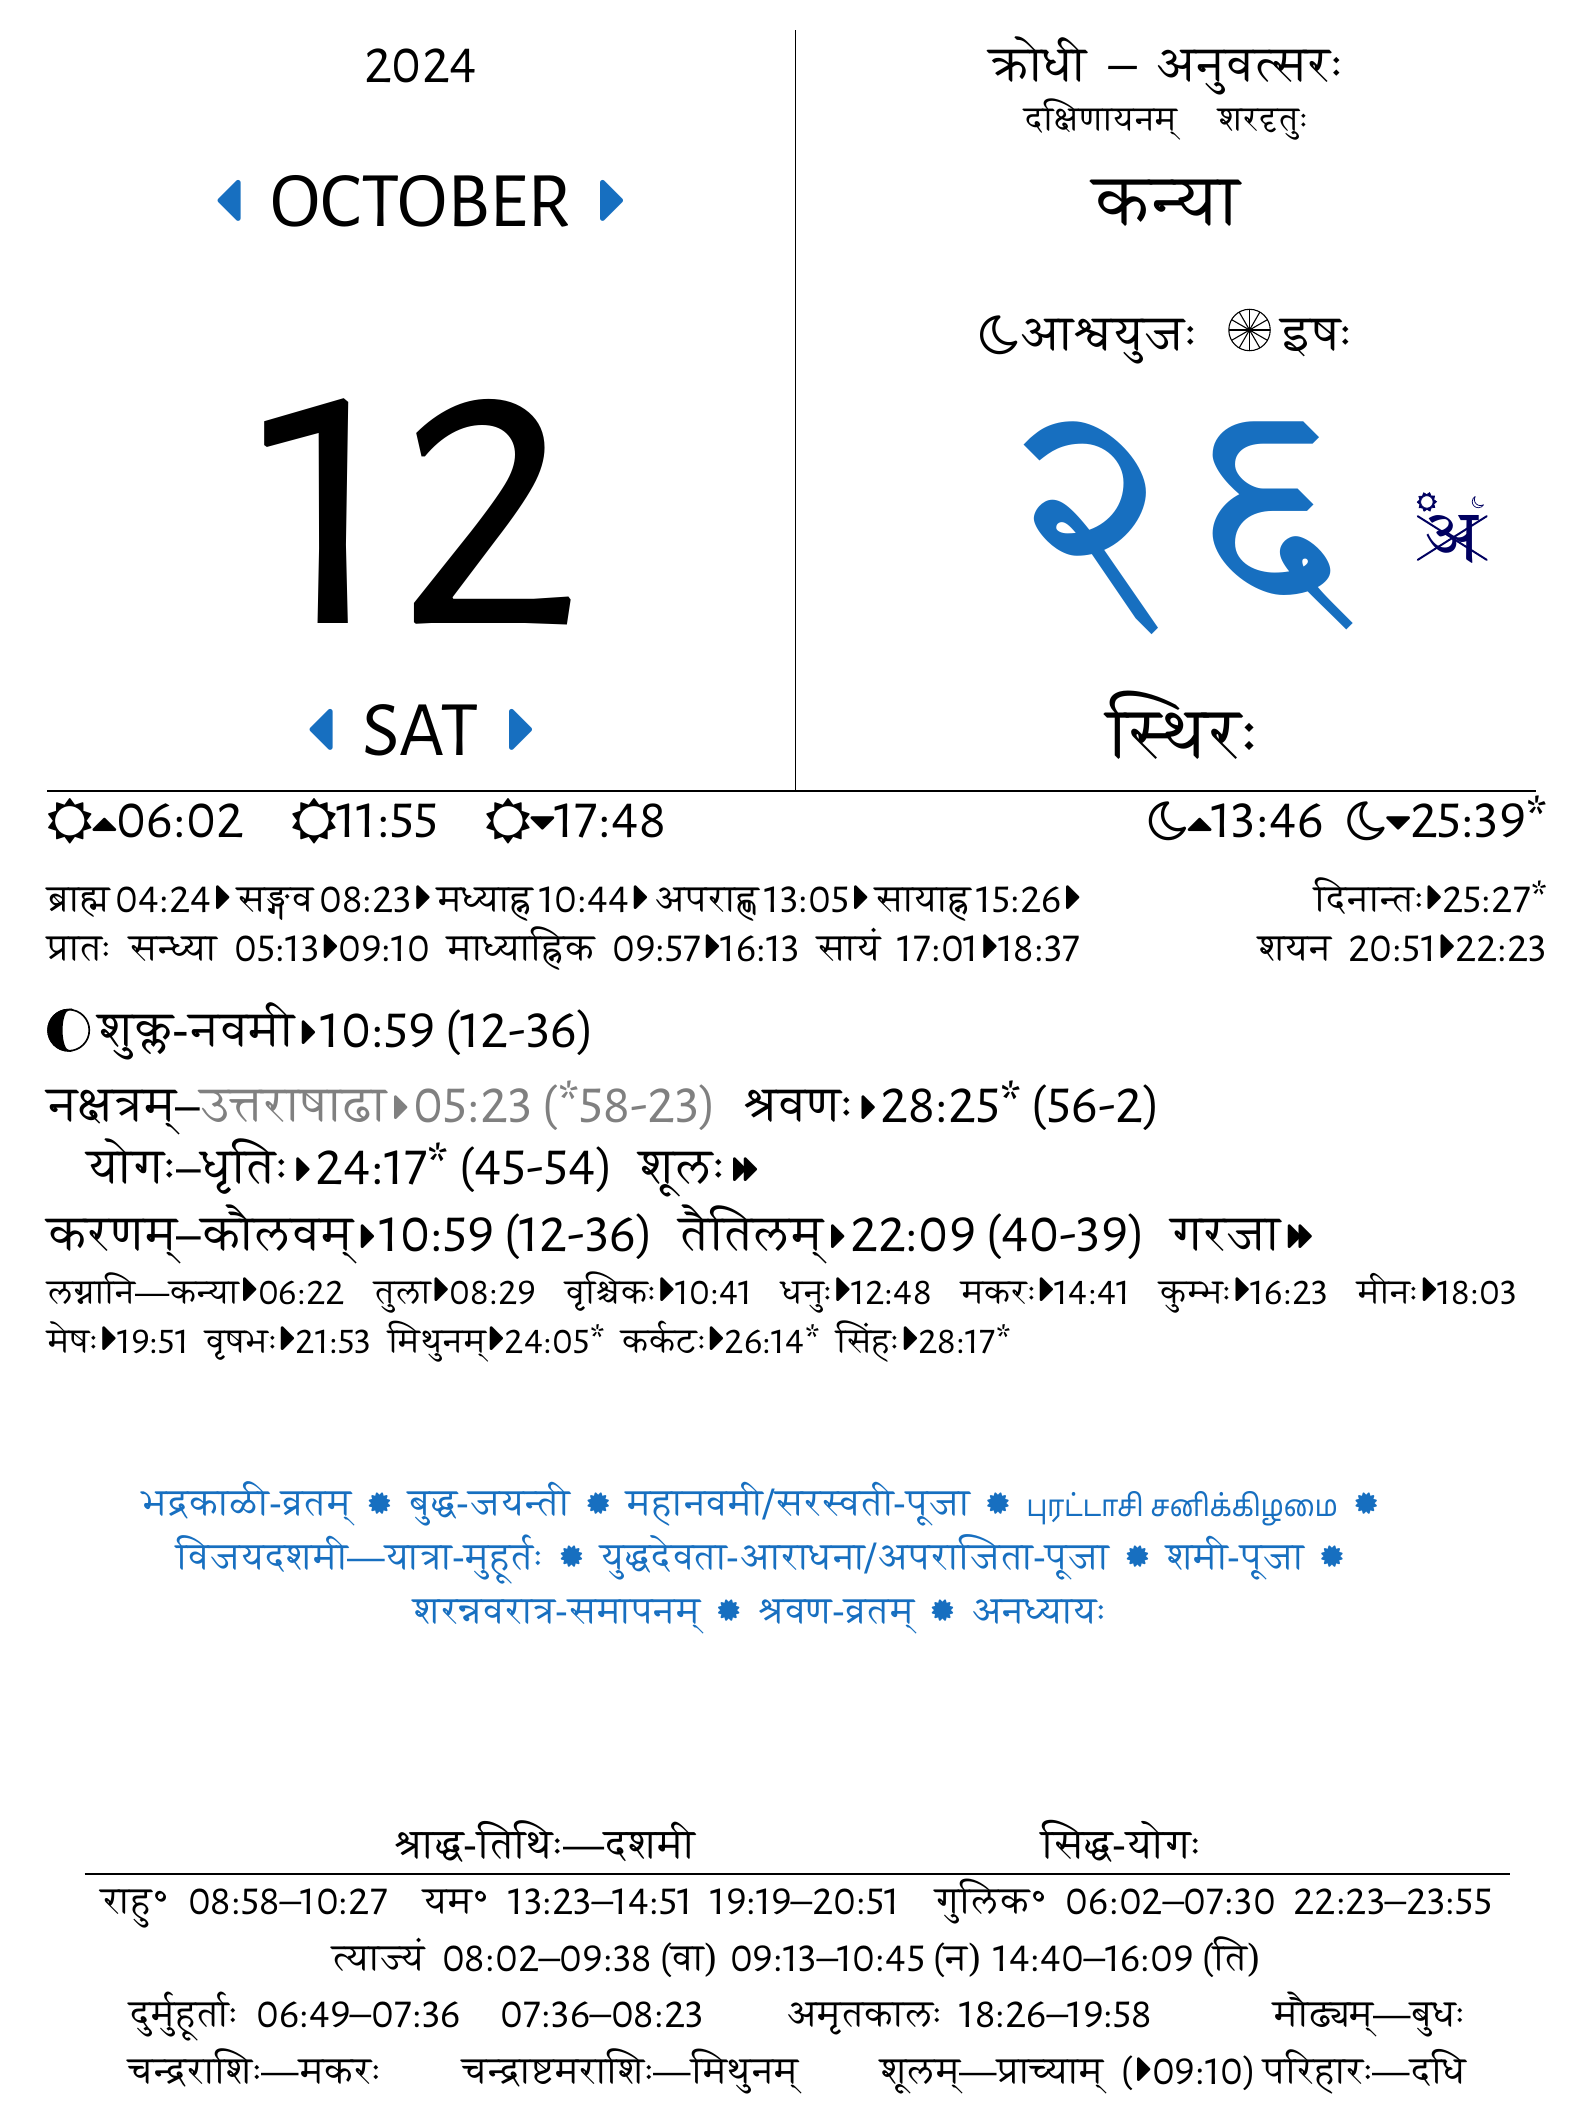 2024
OCTOBER
12
SAT
क्रोधी – अनुवत्सरः
दक्षिणायनम् शरदृतुः
कन्या
आश्वयुजः इषः
२६
अ
स्थिरः
06:02 11:55 17:48 13:46 25:39*
ब्राह्म 04:24 सङ्गव 08:23 मध्याह्न 10:44 अपराह्ण 13:05 सायाह्न 15:26 दिनान्तः 25:27*
प्रातः सन्ध्या 05:13 09:10 माध्याह्निक 09:57 16:13 सायं 17:01 18:37 शयन 20:51 22:23
शुक्ल-नवमी 10:59 (12-36)
नक्षत्रम्–उत्तराषाढा 05:23 (*58-23) श्रवणः 28:25* (56-2)
योगः–धृतिः 24:17* (45-54) शूलः
करणम्–कौलवम् 10:59 (12-36) तैतिलम् 22:09 (40-39) गरजा
लग्नानि—कन्या 06:22 तुला 08:29 वृश्चिकः 10:41 धनुः 12:48 मकरः 14:41 कुम्भः 16:23 मीनः 18:03
मेषः 19:51 वृषभः 21:53 मिथुनम् 24:05* कर्कटः 26:14* सिंहः 28:17*
भद्रकाळी-व्रतम् ✹ बुद्ध-जयन्ती ✹ महानवमी/सरस्वती-पूजा ✹ புரட்டாசி சனிக்கிழமை ✹
विजयदशमी—यात्रा-मुहूर्तः ✹ युद्धदेवता-आराधना/अपराजिता-पूजा ✹ शमी-पूजा ✹
शरन्नवरात्र-समापनम् ✹ श्रवण-व्रतम् ✹ अनध्यायः
श्राद्ध-तिथिः—दशमी सिद्ध-योगः
राहु॰ 08:58–10:27 यम॰ 13:23–14:51 19:19–20:51 गुलिक॰ 06:02–07:30 22:23–23:55
त्याज्यं 08:02–09:38 (वा) 09:13–10:45 (न) 14:40–16:09 (ति)
दुर्मुहूर्ताः 06:49–07:36 07:36–08:23 अमृतकालः 18:26–19:58 मौढ्यम्—बुधः
चन्द्रराशिः—मकरः चन्द्राष्टमराशिः—मिथुनम् शूलम्—प्राच्याम् (09:10) परिहारः—दधि